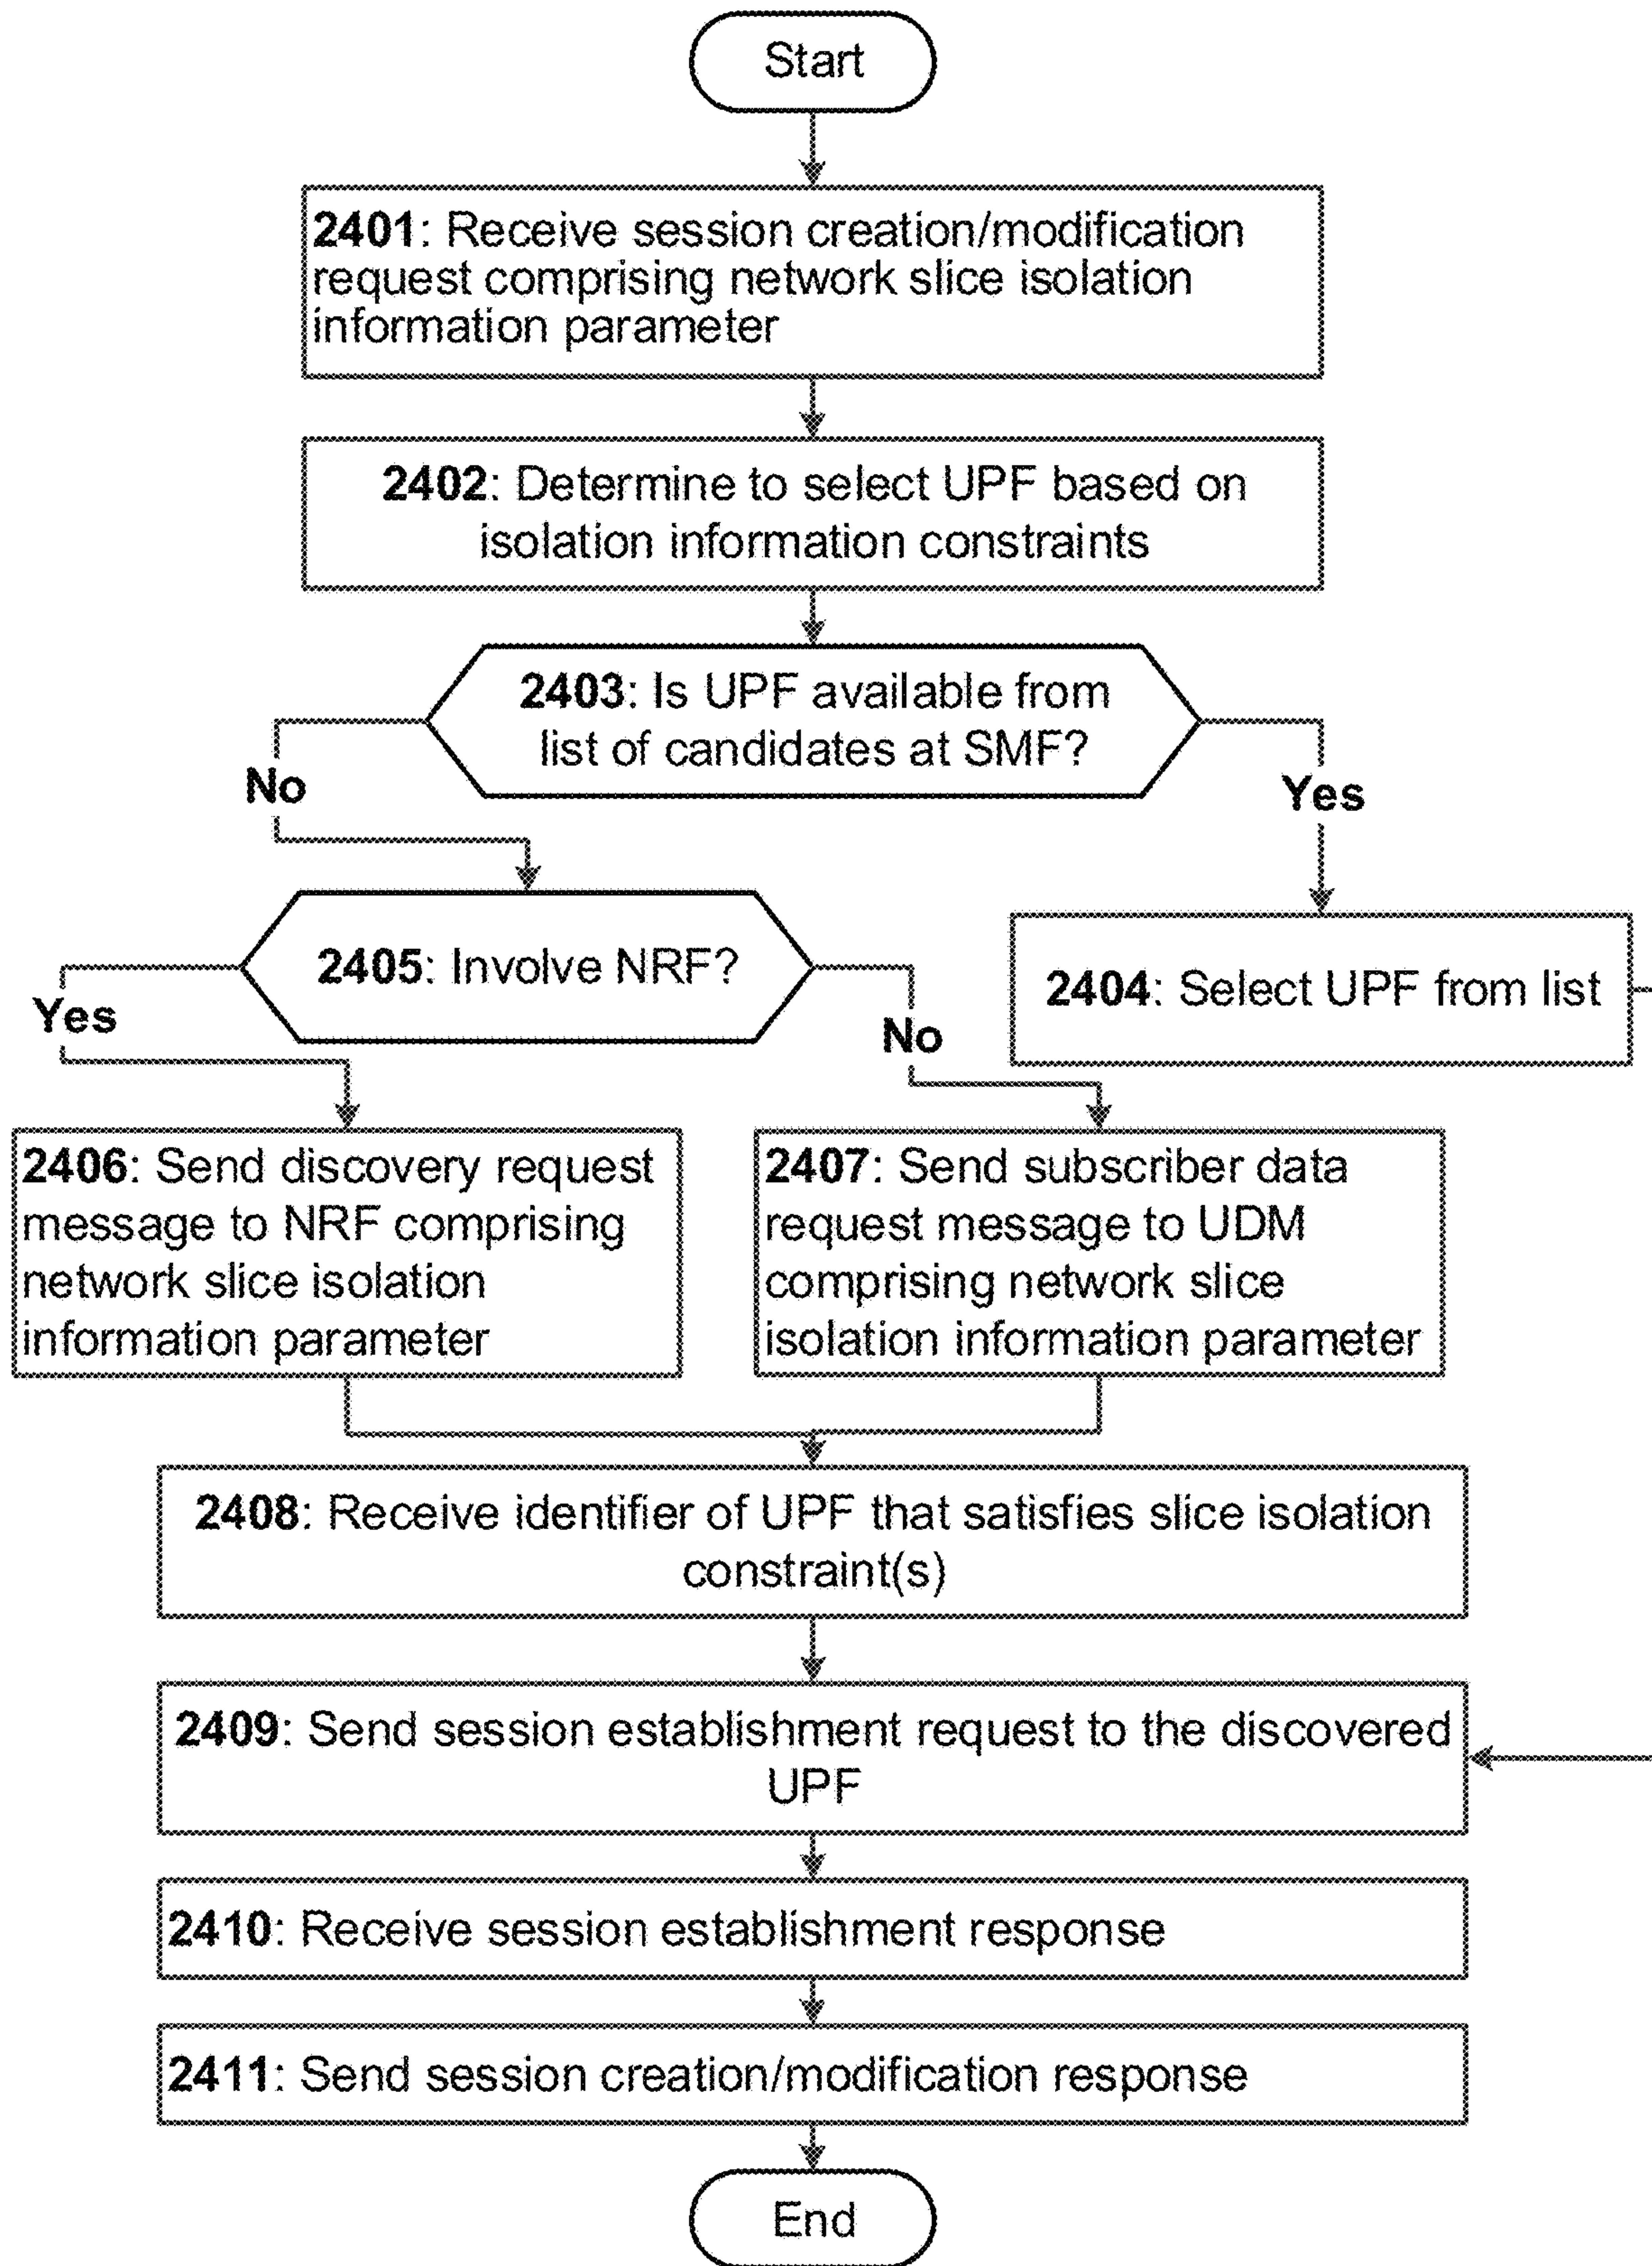 Start
2401: Receive session creation/modification
request comprising network slice isolation
information parameter
2402: Determine to select UPF based on
isolation information constraints
2403: Is UPF available from
list of candidates at SMF?
No
Yes
2405: Involve NRF?
2404: Select UPF from list
Yes
No
2406: Send discovery request
message to NRF comprising
network slice isolation
information parameter
2407: Send subscriber data
request message to UDM
comprising network slice
isolation information parameter
2408: Receive identifier of UPF that satisfies slice isolation
constraint(s)
2409: Send session establishment request to the discovered
UPF
2410: Receive session establishment response
2411: Send session creation/modification response
End